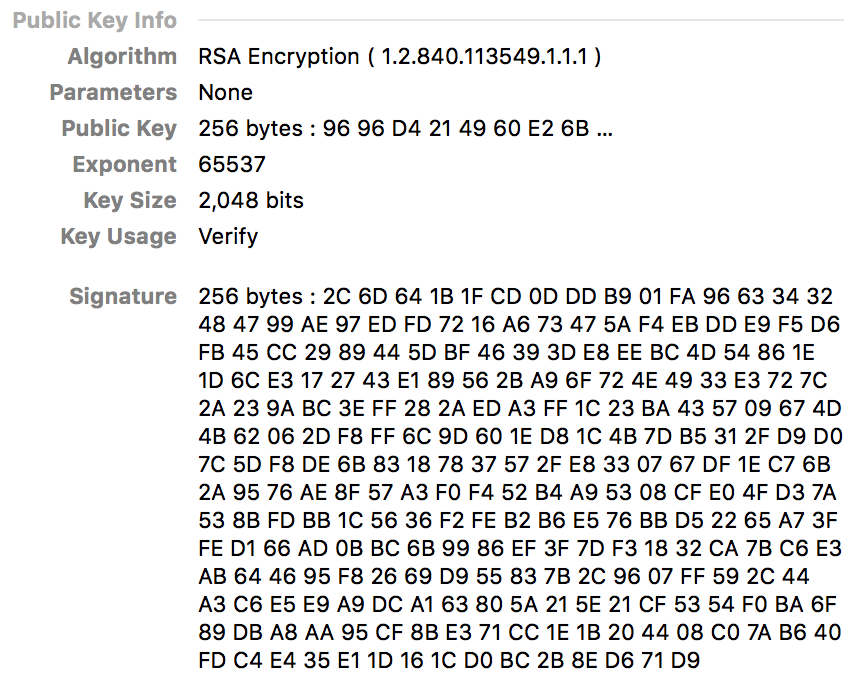 Public Key Info
Algorithm RSA Encryption ( 1.2.840.113549.1.1.1 )
Parameters None
Public Key 256 bytes : 96 96 D4 21 49 60 E2 6B ...
Exponent 65537
Key Size 2,048 bits
Key Usage Verify
Signature 256 bytes : 2C 6D 64 1B 1F CD 0D DD B9 01 FA 96 63 34 32
48 47 99 AE 97 ED FD 72 16 A6 73 47 5A F4 EB DD E9 F5 D6
FB 45 CC 29 89 44 5D BF 46 39 3D E8 EE BC 4D 54 86 1E
1D 6C E3 17 27 43 E1 89 56 2B A9 6F 72 4E 49 33 E3 72 7C
2A 23 9A BC 3E FF 28 2A ED A3 FF 1C 23 BA 43 57 09 67 4D
4B 62 06 2D F8 FF 6C 9D 60 1E D8 1C 4B 7D B5 31 2F D9 D0
7C 5D F8 DE 6B 83 18 78 37 57 2F E8 33 07 67 DF 1E C7 6B
2A 95 76 AE 8F 57 A3 F0 F4 52 B4 A9 53 08 CF E0 4F D3 7A
53 8B FD BB 1C 56 36 F2 FE B2 B6 E5 76 BB D5 22 65 A7 3F
FE D1 66 AD 0B BC 6B 99 86 EF 3F 7D F3 18 32 CA 7B C6 E3
AB 64 46 95 F8 26 69 D9 55 83 7B 2C 96 07 FF 59 2C 44
A3 C6 E5 E9 A9 DC A1 63 80 5A 21 5E 21 CF 53 54 F0 BA 6F
89 DB A8 AA 95 CF 8B E3 71 CC 1E 1B 20 44 08 C0 7A B6 40
FD C4 E4 35 E1 1D 16 1C D0 BC 2B 8E D6 71 D9